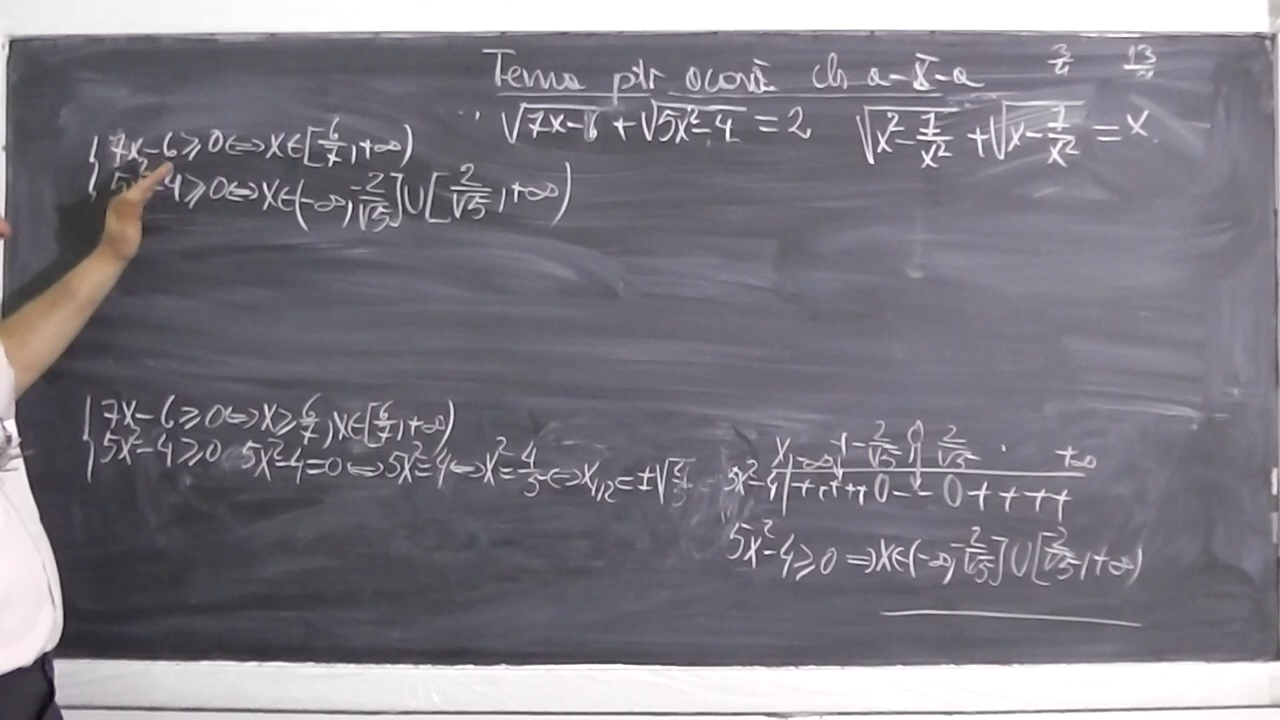 Tema ptr acasă cls a-X-a
√(7x-6) + √(5x²-4) = 2 √(x²-7/x²) + √(x-7/x²) = x
{ 7x-6≥0 ⇔ x∈[6/7, +∞)
5x²-4≥0 ⇔ x∈(-∞, -2/√5] ∪ [2/√5, +∞)
{ 7x-6≥0 ⇔ x≥6/7, x∈[6/7, +∞)
5x²-4≥0 5x²-4=0 ⇔ 5x²=4 ⇔ x²=4/5 ⇔ x₁,₂=±√(4/5)
x | -∞ -1 -2/√5 0 2/√5 +∞
5x²-4 | +++++ 0 - - 0 ++++
5x²-4≥0 ⇒ x∈(-∞, -2/√5] ∪ [2/√5, +∞)